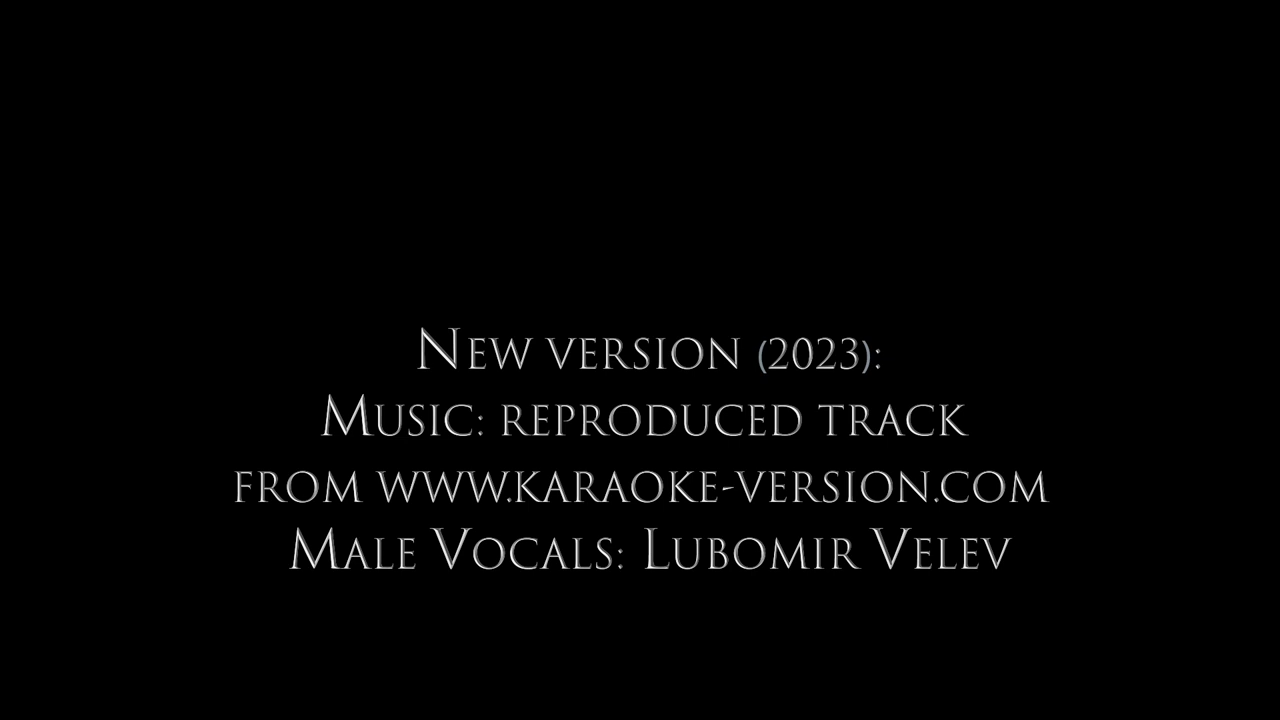 New version (2023):
Music: reproduced track
from www.karaoke-version.com
Male Vocals: Lubomir Velev